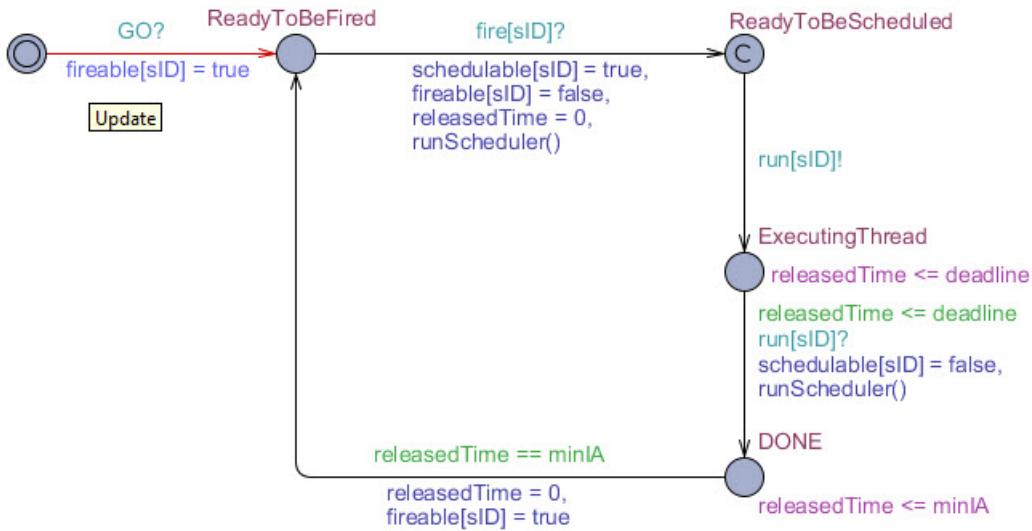 ReadyToBeFired
ReadyToBeScheduled
GO?
fire[sID]?
C
fireable[sID] = true
schedulable[sID] = true,
fireable[sID] = false,
releasedTime = 0,
runScheduler()
Update
run[sID]!
ExecutingThread
releasedTime <= deadline
releasedTime <= deadline
run[sID]?
schedulable[sID] = false,
runScheduler()
DONE
releasedTime == minIA
releasedTime = 0,
fireable[sID] = true
releasedTime <= minIA